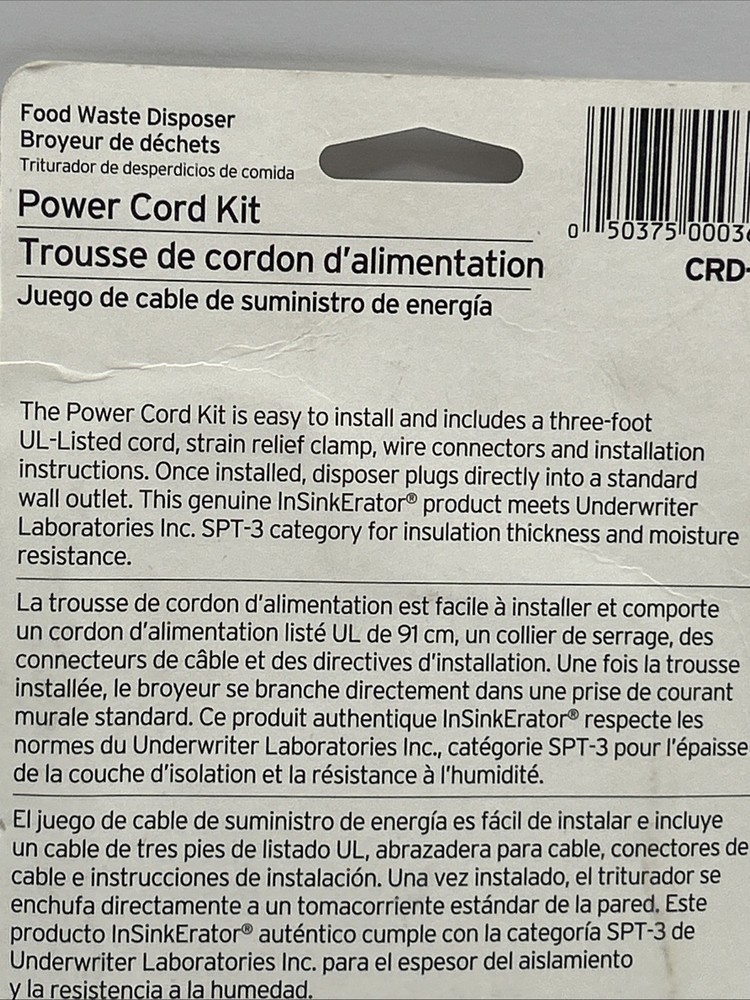 Food Waste Disposer
Broyeur de déchets
Triturador de desperdicios de comida
Power Cord Kit
Trousse de cordon d'alimentation
Juego de cable de suministro de energía
0 50375 0003
CRD-
The Power Cord Kit is easy to install and includes a three-foot
UL-Listed cord, strain relief clamp, wire connectors and installation
instructions. Once installed, disposer plugs directly into a standard
wall outlet. This genuine InSinkErator® product meets Underwriter
Laboratories Inc. SPT-3 category for insulation thickness and moisture
resistance.
La trousse de cordon d'alimentation est facile à installer et comporte
un cordon d'alimentation listé UL de 91 cm, un collier de serrage, des
connecteurs de câble et des directives d'installation. Une fois la trousse
installée, le broyeur se branche directement dans une prise de courant
murale standard. Ce produit authentique InSinkErator® respecte les
normes du Underwriter Laboratories Inc., catégorie SPT-3 pour l'épaisse
de la couche d'isolation et la résistance à l'humidité.
El juego de cable de suministro de energía es fácil de instalar e incluye
un cable de tres pies de listado UL, abrazadera para cable, conectores de
cable e instrucciones de instalación. Una vez instalado, el triturador se
enchufa directamente a un tomacorriente estándar de la pared. Este
producto InSinkErator® auténtico cumple con la categoría SPT-3 de
Underwriter Laboratories Inc. para el espesor del aislamiento
y la resistencia a la humedad.